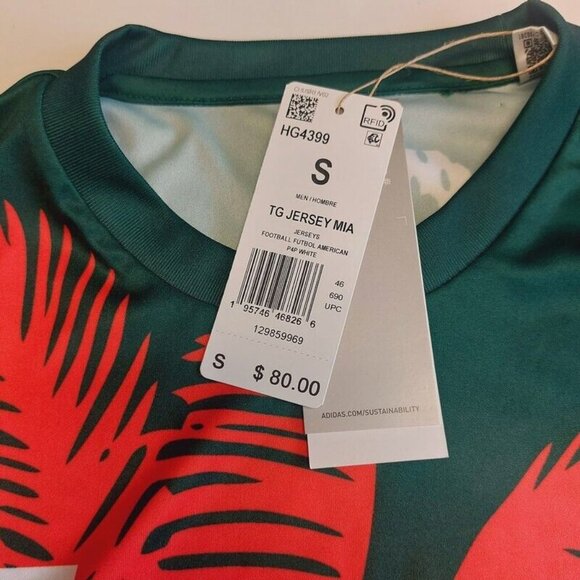 HG4399
RFID
S
MEN / HOMBRE
TG JERSEY MIA
JERSEYS
FOOTBALL FUTBOL AMERICAN
P4P WHITE
46
690
UPC
1 95746 46826 6
129859969
S $ 80.00
ADIDAS.COM/SUSTAINABILITY